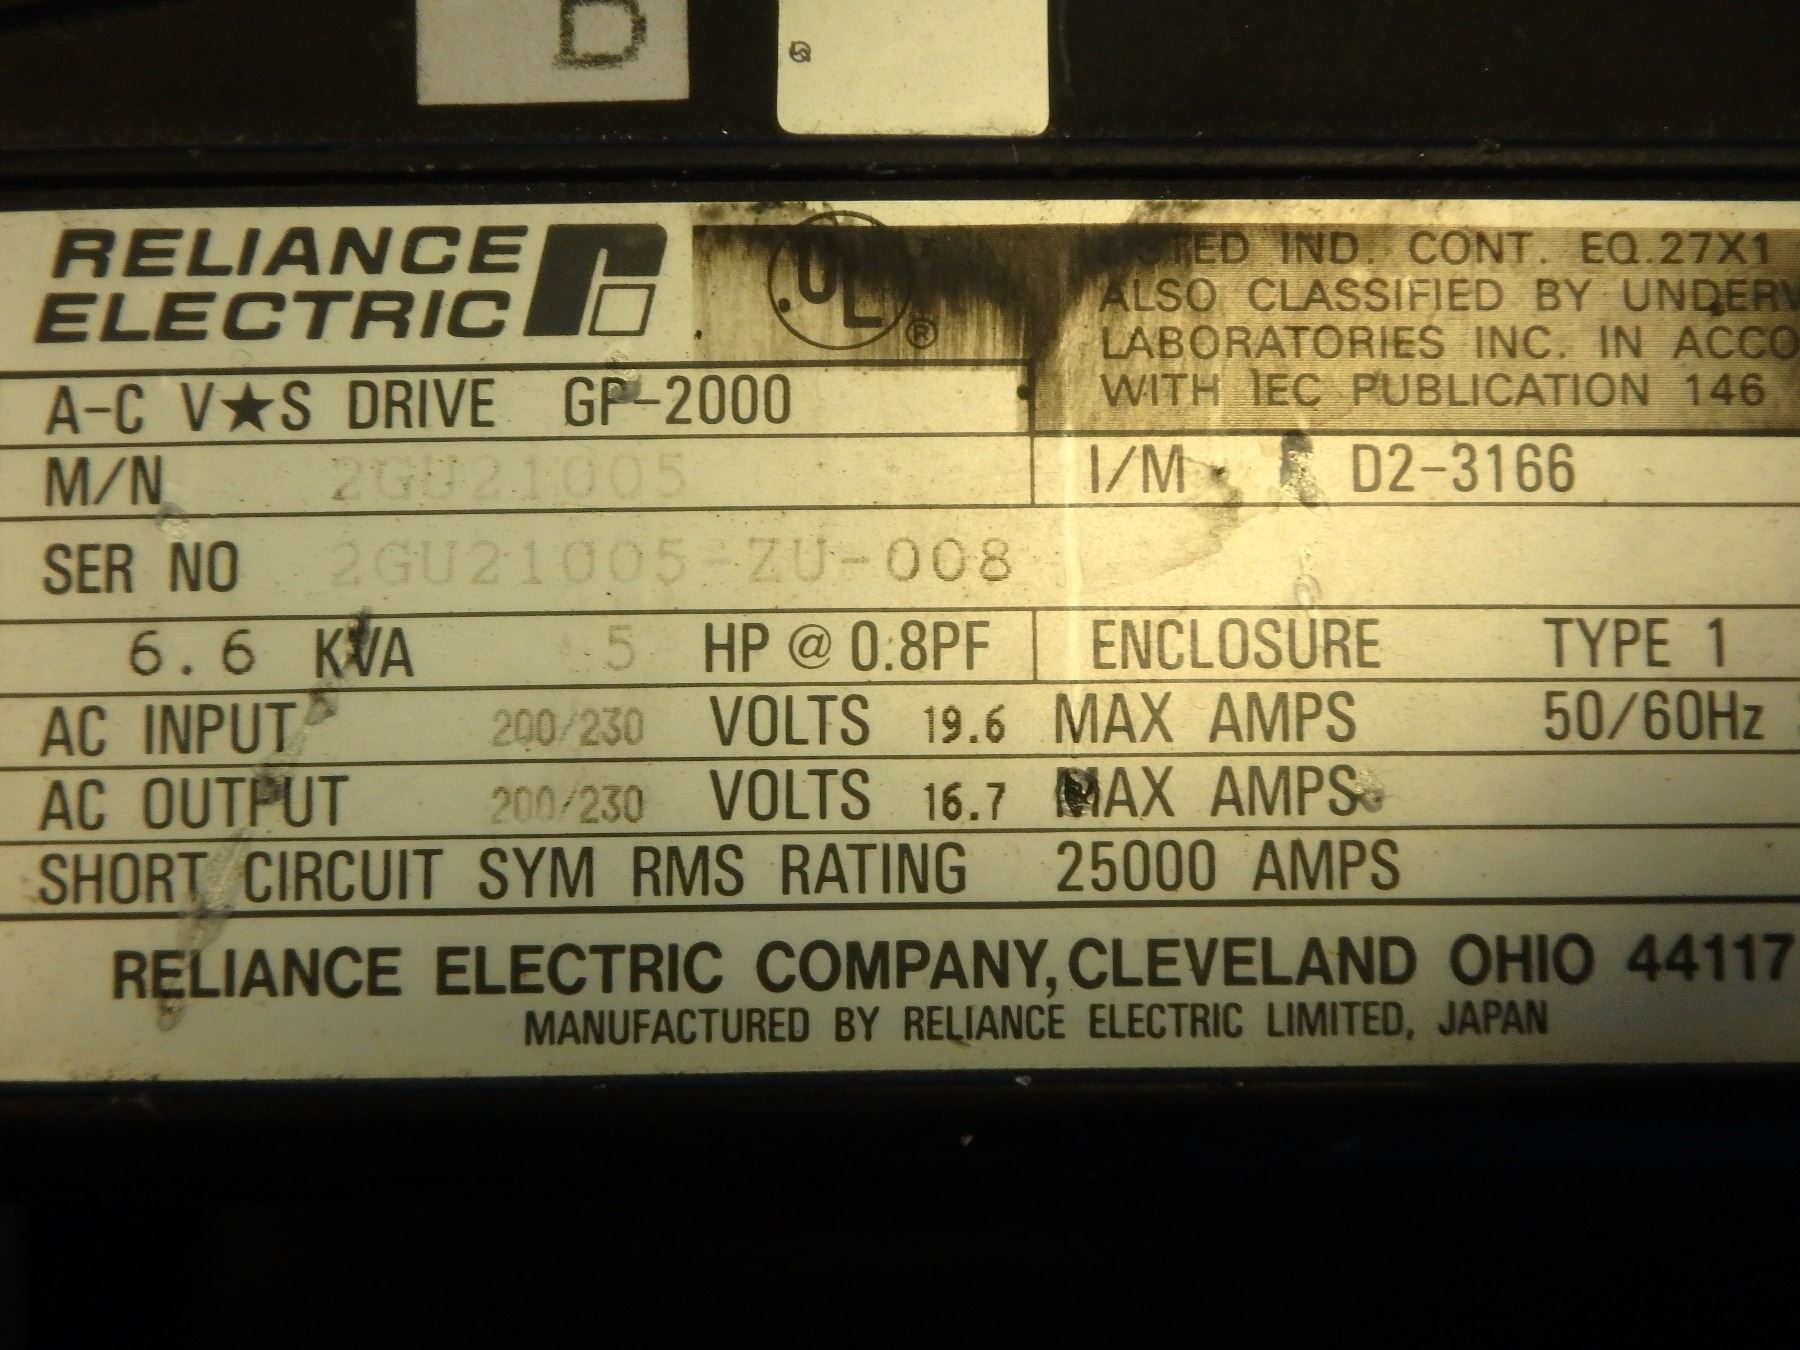 D
RELIANCE
ELECTRIC
UL ®
LISTED IND. CONT. EQ.27X1
ALSO CLASSIFIED BY UNDERW
LABORATORIES INC. IN ACCO
WITH IEC PUBLICATION 146
A-C V★S DRIVE GP-2000
M/N 2GU21005 I/M D2-3166
SER NO 2GU21005-ZU-008
6.6 KVA 5 HP @ 0.8PF ENCLOSURE TYPE 1
AC INPUT 200/230 VOLTS 19.6 MAX AMPS 50/60Hz
AC OUTPUT 200/230 VOLTS 16.7 MAX AMPS
SHORT CIRCUIT SYM RMS RATING 25000 AMPS
RELIANCE ELECTRIC COMPANY, CLEVELAND OHIO 44117
MANUFACTURED BY RELIANCE ELECTRIC LIMITED, JAPAN